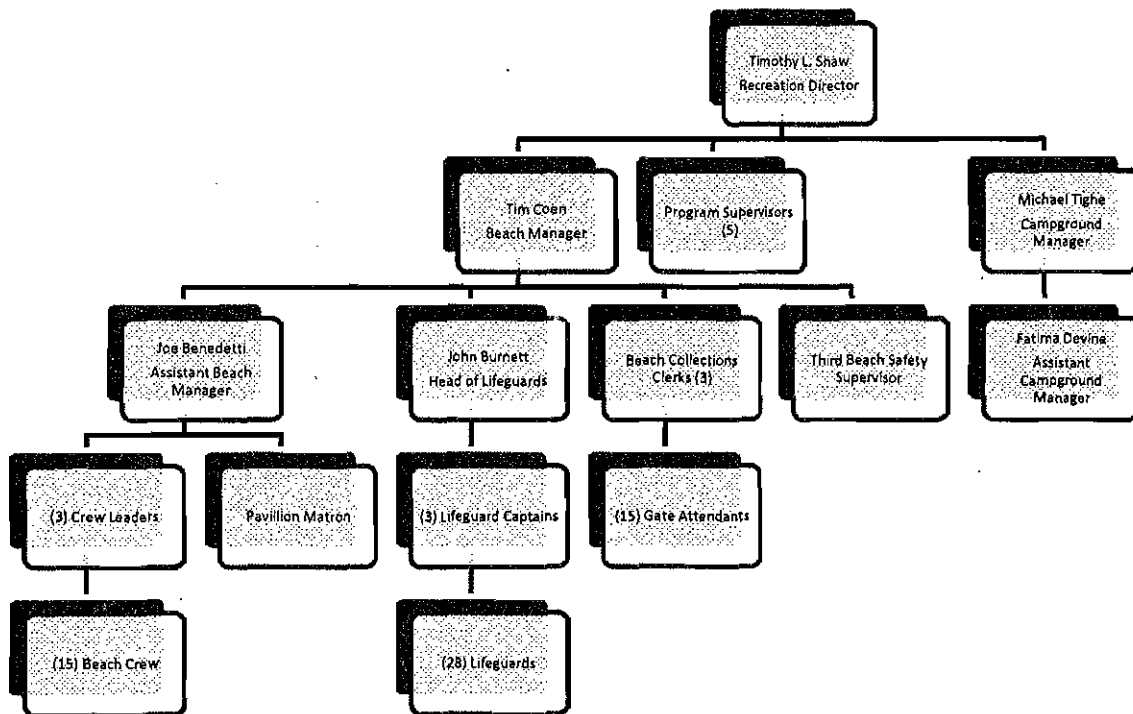 Timothy L. Shaw
Recreation Director
Tim Coen
Beach Manager
Program Supervisors
(5)
Michael Tighe
Campground
Manager
Joe Benedetti
Assistant Beach
Manager
John Burnett
Head of Lifeguards
Beach Collections
Clerks (3)
Third Beach Safety
Supervisor
Fatima Devine
Assistant
Campground
Manager
(3) Crew Leaders
Pavillion Matron
(3) Lifeguard Captains
(15) Gate Attendants
(15) Beach Crew
(28) Lifeguards